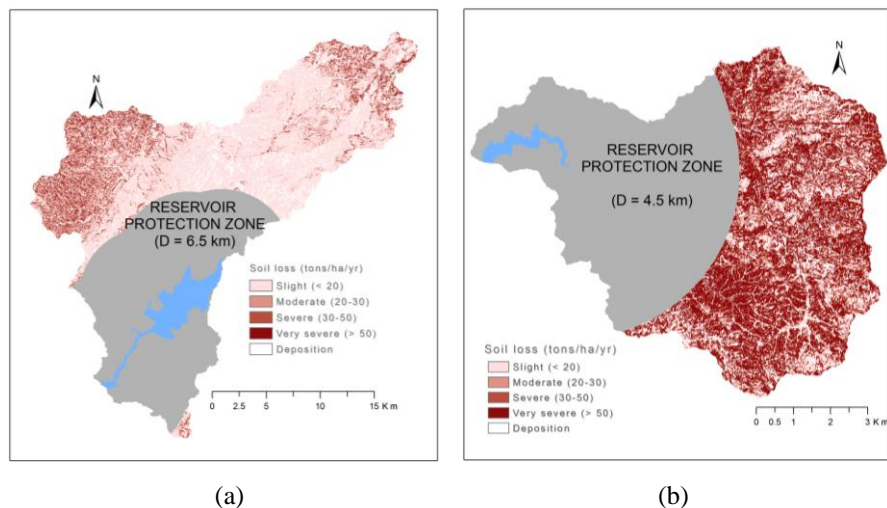 N
RESERVOIR
PROTECTION ZONE
(D = 6.5 km)
Soil loss (tons/ha/yr)
Slight (< 20)
Moderate (20-30)
Severe (30-50)
Very severe (> 50)
Deposition
0 2.5 5 10 15 Km
(a)
N
RESERVOIR
PROTECTION ZONE
(D = 4.5 km)
Soil loss (tons/ha/yr)
Slight (< 20)
Moderate (20-30)
Severe (30-50)
Very severe (> 50)
Deposition
0 0.5 1 2 3 Km
(b)